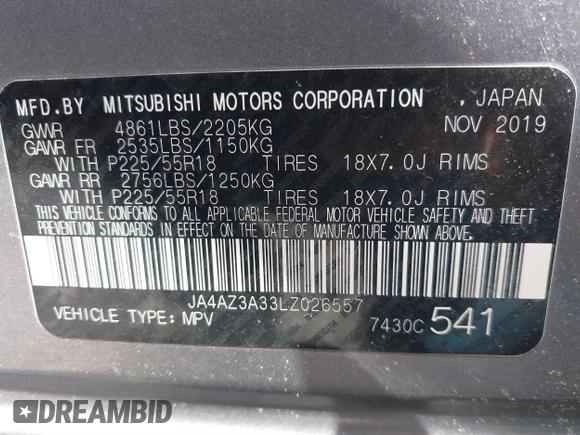 MFD.BY MITSUBISHI MOTORS CORPORATION , JAPAN
GVWR 4861LBS/2205KG NOV 2019
GAWR FR 2535LBS/1150KG
WITH P225/55R18 TIRES 18X7.0J RIMS
GAWR RR 2756LBS/1250KG
WITH P225/55R18 TIRES 18X7.0J RIMS
THIS VEHICLE CONFORMS TO ALL APPLICABLE FEDERAL MOTOR VEHICLE SAFETY AND THEFT
PREVENTION STANDARDS IN EFFECT ON THE DATE OF MANUFACTURE SHOWN ABOVE.
JA4AZ3A33LZ026557
VEHICLE TYPE: MPV 7430C 541
DREAMBID